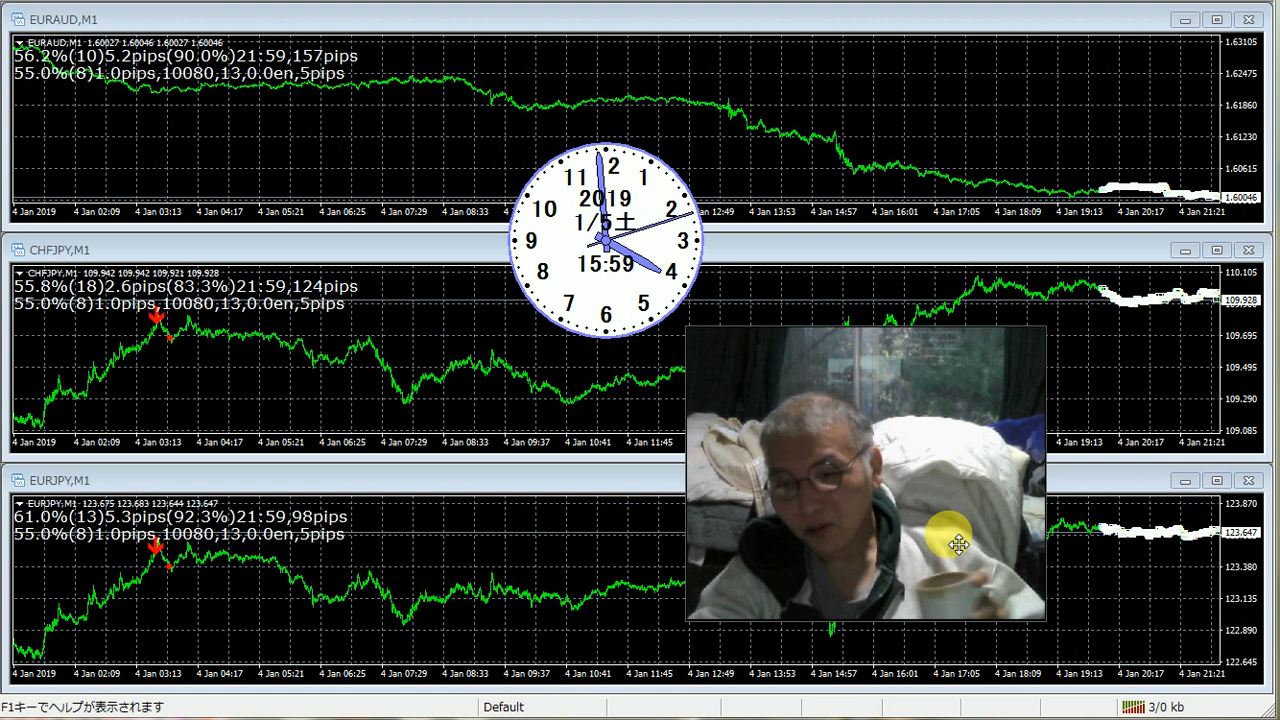 EURAUD,M1
EURAUD,M1 1.60027 1.60046 1.60027 1.60046
56.2%(10)5.2pips(90.0%)21:59,157pips
55.0%(8)1.0pips,10080,13,0.0en,5pips
1.63105
1.62475
1.61860
1.61230
1.60615
1.60046
4 Jan 2019 4 Jan 02:09 4 Jan 03:13 4 Jan 04:17 4 Jan 05:21 4 Jan 06:25 4 Jan 07:29 4 Jan 08:33 12:49 4 Jan 13:53 4 Jan 14:57 4 Jan 16:01 4 Jan 17:05 4 Jan 18:09 4 Jan 19:13 4 Jan 20:17 4 Jan 21:21
2
11 1
2019
10 2
1/5土
9 3
15:59
8 4
7 5
6
CHFJPY,M1
CHFJPY,M1 109.942 109.942 109.921 109.928
55.8%(18)2.6pips(83.3%)21:59,124pips
55.0%(8)1.0pips,10080,13,0.0en,5pips
110.105
109.928
109.695
109.495
109.290
109.085
4 Jan 2019 4 Jan 02:09 4 Jan 03:13 4 Jan 04:17 4 Jan 05:21 4 Jan 06:25 4 Jan 07:29 4 Jan 08:33 4 Jan 09:37 4 Jan 10:41 4 Jan 11:45 4 Jan 19:13 4 Jan 20:17 4 Jan 21:21
EURJPY,M1
EURJPY,M1 123.675 123.683 123.644 123.647
61.0%(13)5.3pips(92.3%)21:59,98pips
55.0%(8)1.0pips,10080,13,0.0en,5pips
123.870
123.647
123.380
123.135
122.890
122.645
4 Jan 2019 4 Jan 02:09 4 Jan 03:13 4 Jan 04:17 4 Jan 05:21 4 Jan 06:25 4 Jan 07:29 4 Jan 08:33 4 Jan 09:37 4 Jan 10:41 4 Jan 11:45 4 Jan 12:49 4 Jan 13:53 4 Jan 14:57 4 Jan 16:01 4 Jan 17:05 4 Jan 18:09 4 Jan 19:13 4 Jan 20:17 4 Jan 21:21
F1キーでヘルプが表示されます Default 3/0 kb